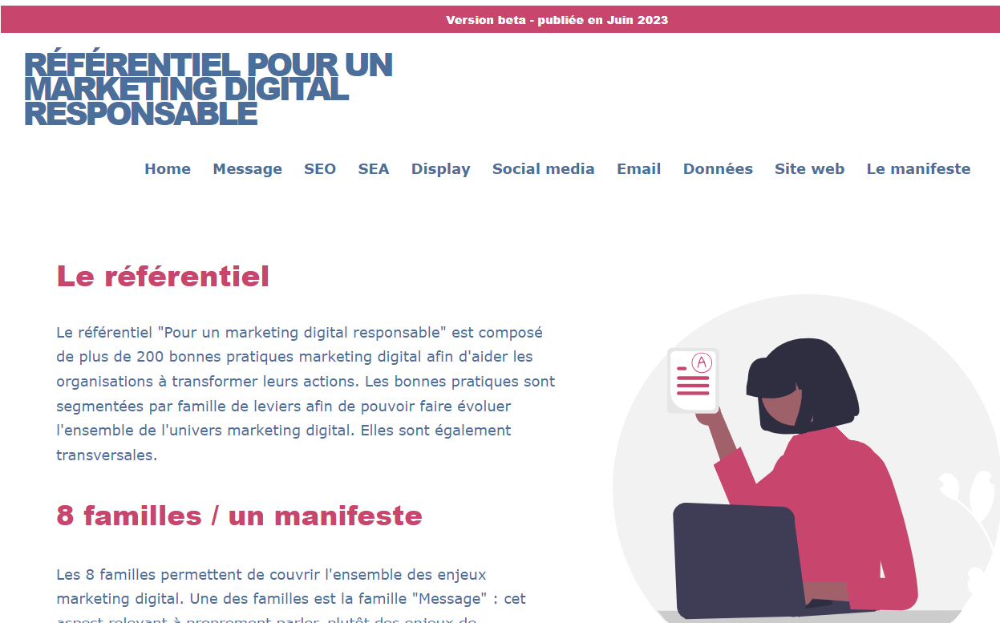 Version beta - publiée en Juin 2023
RÉFÉRENTIEL POUR UN
MARKETING DIGITAL
RESPONSABLE
Home Message SEO SEA Display Social media Email Données Site web Le manifeste
Le référentiel
Le référentiel "Pour un marketing digital responsable" est composé
de plus de 200 bonnes pratiques marketing digital afin d'aider les
organisations à transformer leurs actions. Les bonnes pratiques sont
segmentées par famille de leviers afin de pouvoir faire évoluer
l'ensemble de l'univers marketing digital. Elles sont également
transversales.
A
8 familles / un manifeste
Les 8 familles permettent de couvrir l'ensemble des enjeux
marketing digital. Une des familles est la famille "Message" : cet
aspect relevant à proprement parler, plutôt des enjeux de